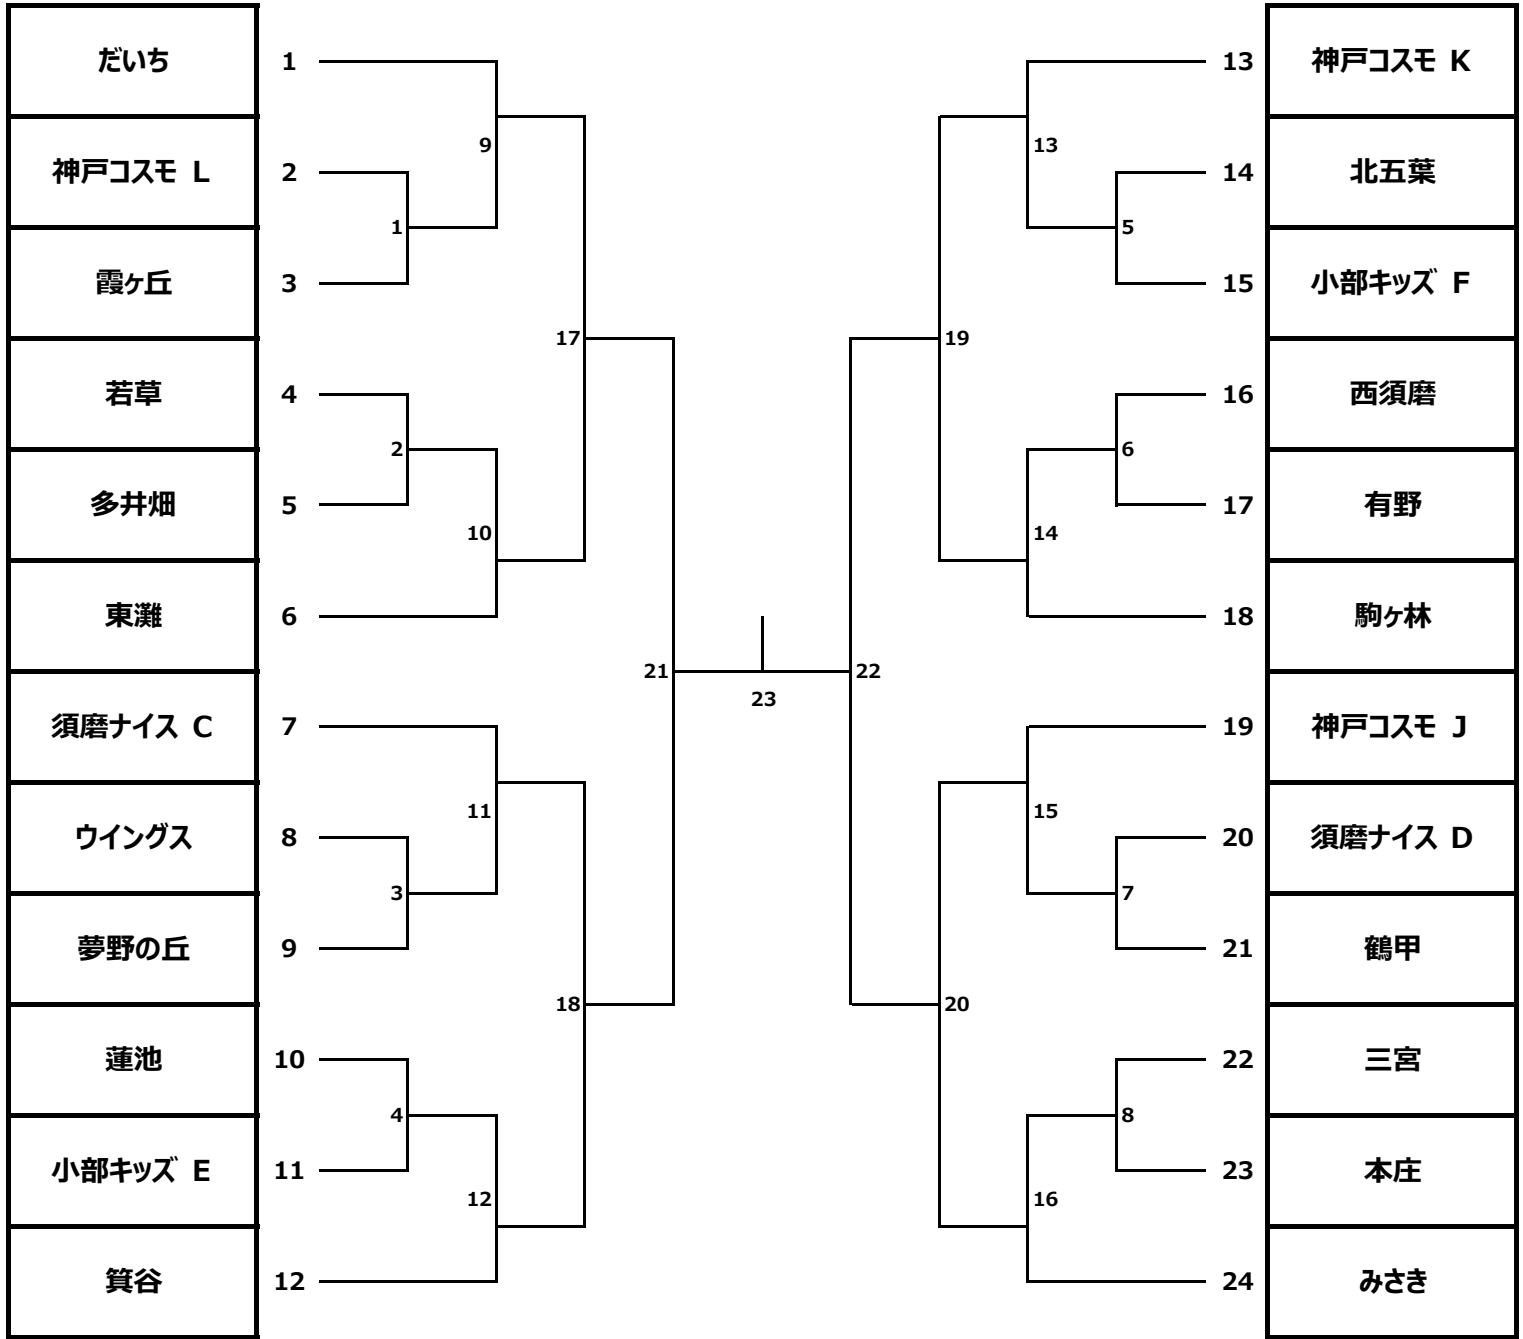 だいち 1 13 神戸コスモ K
9 13
神戸コスモ L 2 14 北五葉
1 5
霞ヶ丘 3 15 小部キッズ F
17 19
若草 4 16 西須磨
2 6
多井畑 5 17 有野
10 14
東灘 6 18 駒ヶ林
21 22
23
須磨ナイス C 7 19 神戸コスモ J
11 15
ウイングス 8 20 須磨ナイス D
3 7
夢野の丘 9 21 鶴甲
18 20
蓮池 10 22 三宮
4 8
小部キッズ E 11 23 本庄
12 16
箕谷 12 24 みさき